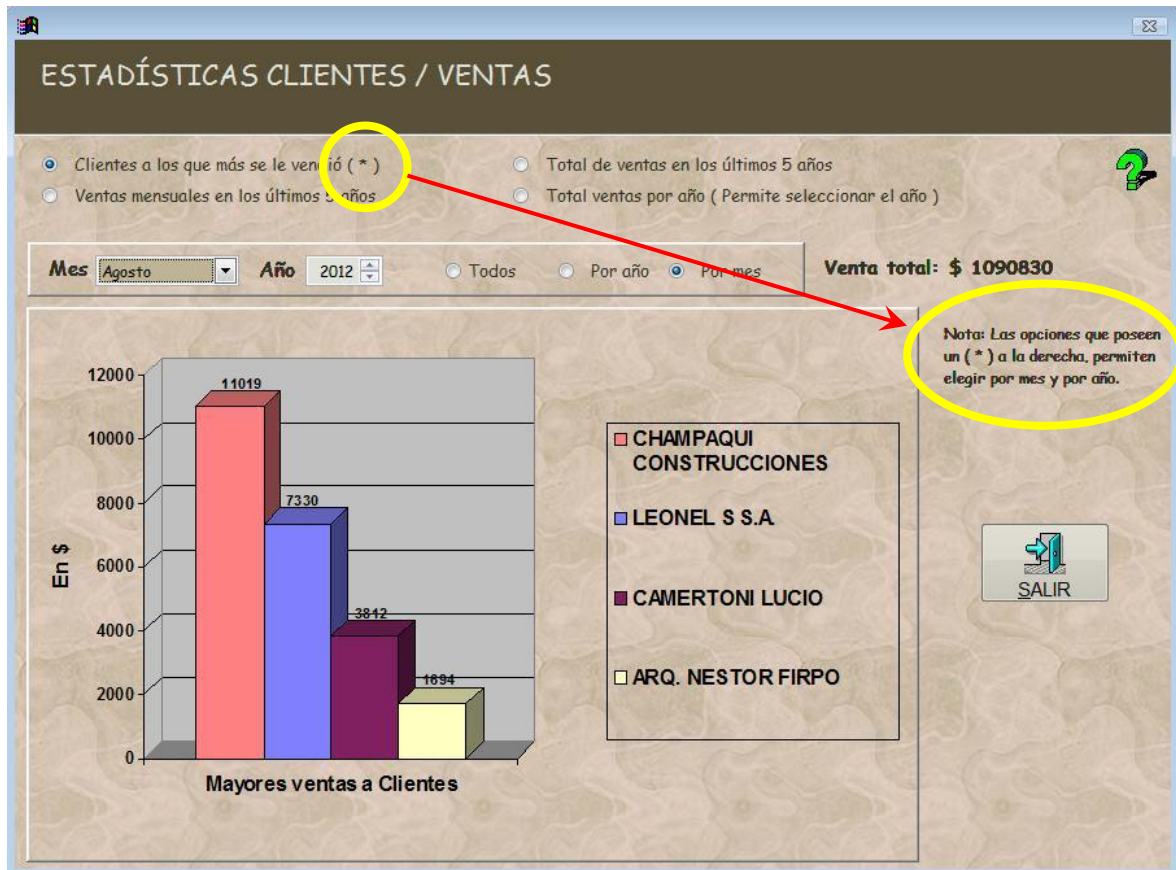 ESTADÍSTICAS CLIENTES / VENTAS
Clientes a los que más se le vendió ( * )
Total de ventas en los últimos 5 años
Ventas mensuales en los últimos 5 años
Total ventas por año ( Permite seleccionar el año )
Mes Agosto Año 2012 Todos Por año Por mes Venta total: $ 1090830
Nota: Las opciones que poseen
un ( * ) a la derecha, permiten
elegir por mes y por año.
12000
10000
8000
6000
4000
2000
0
En $
11019
7330
3812
1694
Mayores ventas a Clientes
CHAMPAQUI
CONSTRUCCIONES
LEONEL S S.A.
CAMERTONI LUCIO
ARQ. NESTOR FIRPO
SALIR